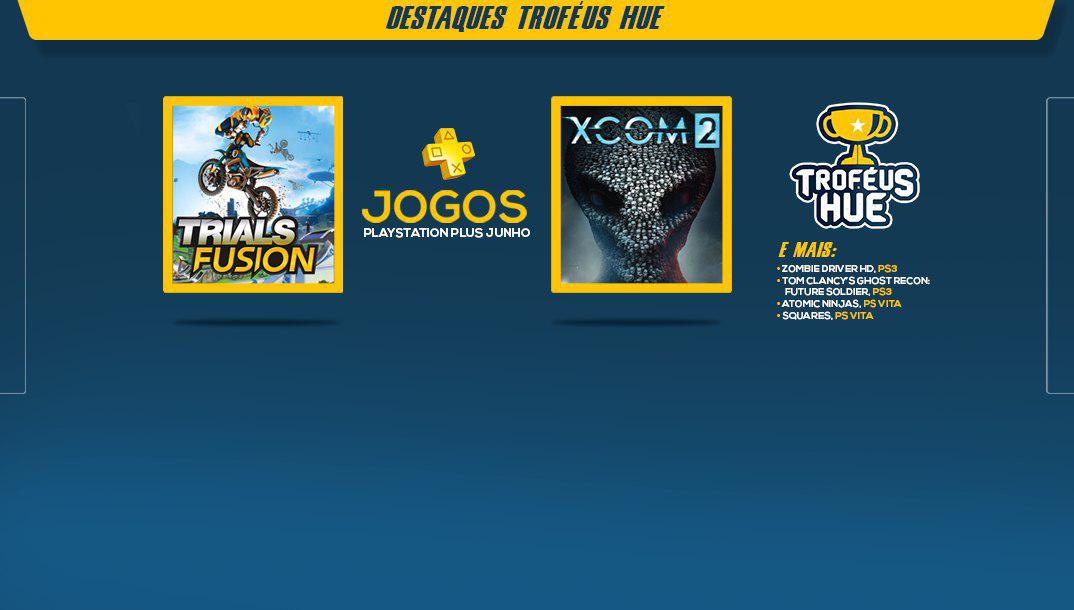 DESTAQUES TROFÉUS HUE
TRIALS
FUSION
JOGOS
PLAYSTATION PLUS JUNHO
XCOM 2
TROFÉUS
HUE
E MAIS:
• ZOMBIE DRIVER HD, PS3
• TOM CLANCY'S GHOST RECON:
FUTURE SOLDIER, PS3
• ATOMIC NINJAS, PS VITA
• SQUARES, PS VITA